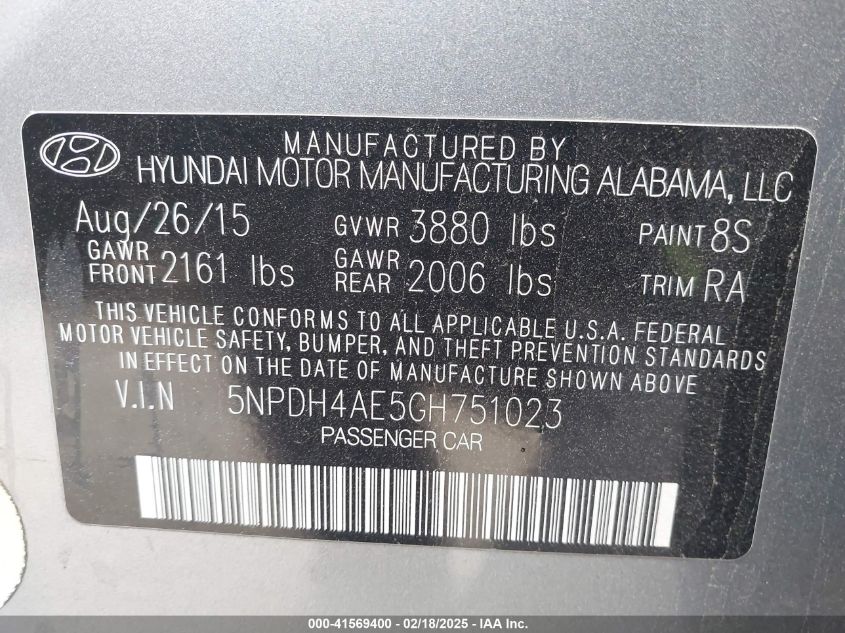 MANUFACTURED BY
HYUNDAI MOTOR MANUFACTURING ALABAMA, LLC
Aug/26/15 GVWR 3880 lbs PAINT 8S
GAWR FRONT 2161 lbs GAWR REAR 2006 lbs TRIM RA
THIS VEHICLE CONFORMS TO ALL APPLICABLE U.S.A. FEDERAL
MOTOR VEHICLE SAFETY, BUMPER, AND THEFT PREVENTION STANDARDS
IN EFFECT ON THE DATE OF MANUFACTURE SHOWN ABOVE
V.I.N 5NPDH4AE5GH751023
PASSENGER CAR
000-41569400 - 02/18/2025 - IAA Inc.